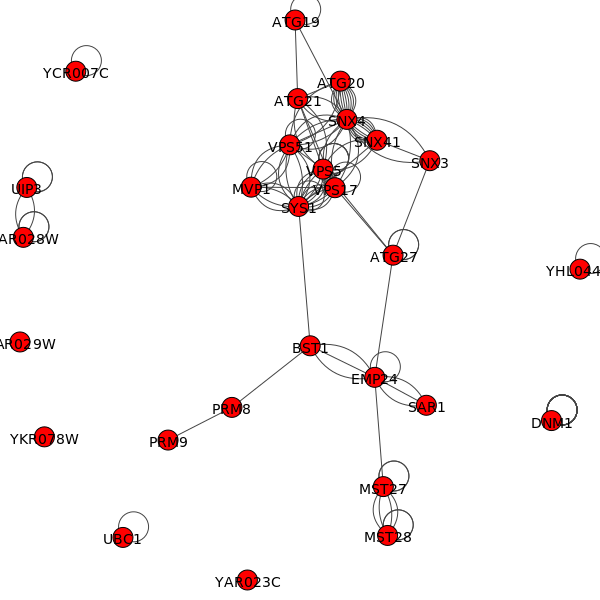 ATG19
YCR007C
ATG20
ATG21
SNX4
SNX41
VPS51
SNX3
VPS5
MVP1
VPS17
UIP3
SYS1
AR028W
ATG27
YHL044
AR029W
BST1
EMP24
SAR1
PRM8
DNM1
YKR078W
PRM9
MST27
MST28
UBC1
YAR023C